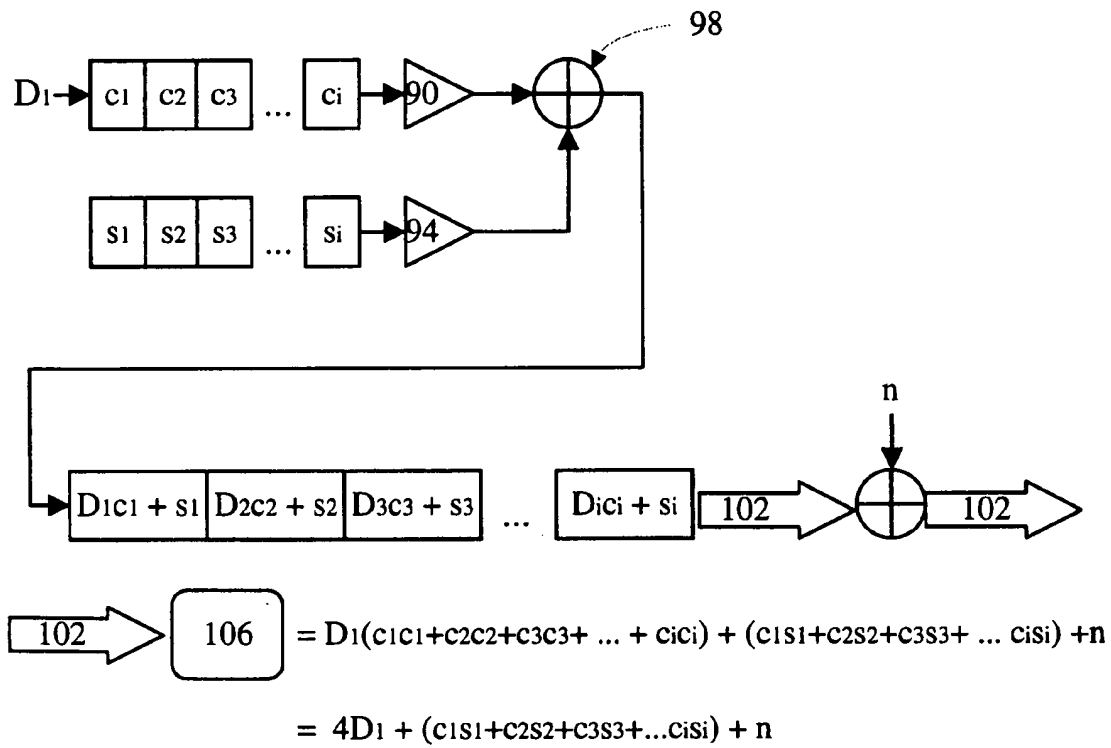 98
D1 c1 c2 c3 ... ci 90
s1 s2 s3 ... si 94
n
D1c1 + s1 D2c2 + s2 D3c3 + s3 ... Dici + si 102 102
102 106 = D1(c1c1+c2c2+c3c3+ ... + cici) + (c1s1+c2s2+c3s3+ ... cisi) +n
= 4D1 + (c1s1+c2s2+c3s3+...cisi) + n